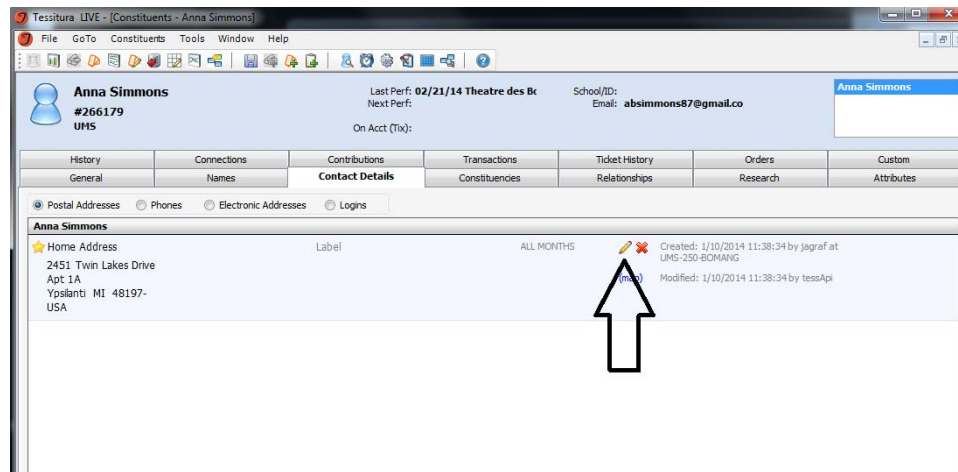 Tessitura LIVE - [Constituents - Anna Simmons]
File GoTo Constituents Tools Window Help
Anna Simmons
#266179
UMS
Last Perf: 02/21/14 Theatre des Bc
Next Perf:
On Acct (Tix):
School/ID:
Email: absimmons87@gmail.co
Anna Simmons
History Connections Contributions Transactions Ticket History Orders Custom
General Names Contact Details Constituencies Relationships Research Attributes
Postal Addresses Phones Electronic Addresses Logins
Anna Simmons
Home Address Label ALL MONTHS Created: 1/10/2014 11:38:34 by jagraf at
UMS-250-BOMANG
2451 Twin Lakes Drive
Apt 1A (map) Modified: 1/10/2014 11:38:34 by tessApi
Ypsilanti MI 48197-
USA